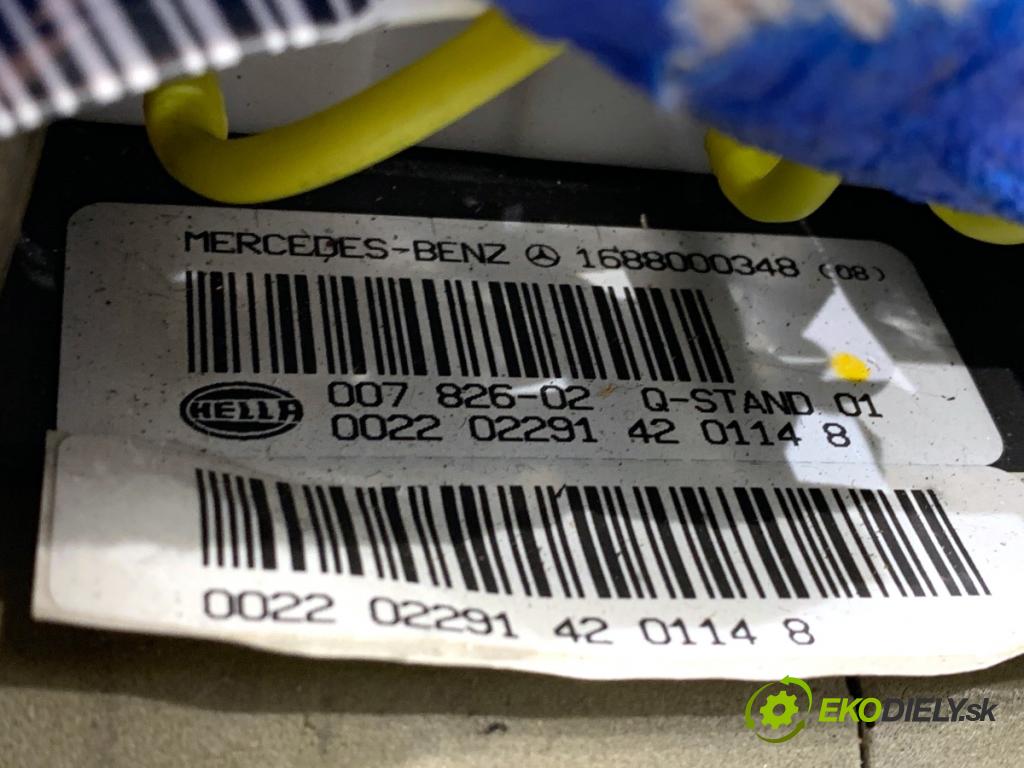 MERCEDES-BENZ 1688000348 (08)
HELLA 007 826-02 Q-STAND 01
0022 02291 42 0114 8
0022 02291 42 0114 8
EKODIELY.sk